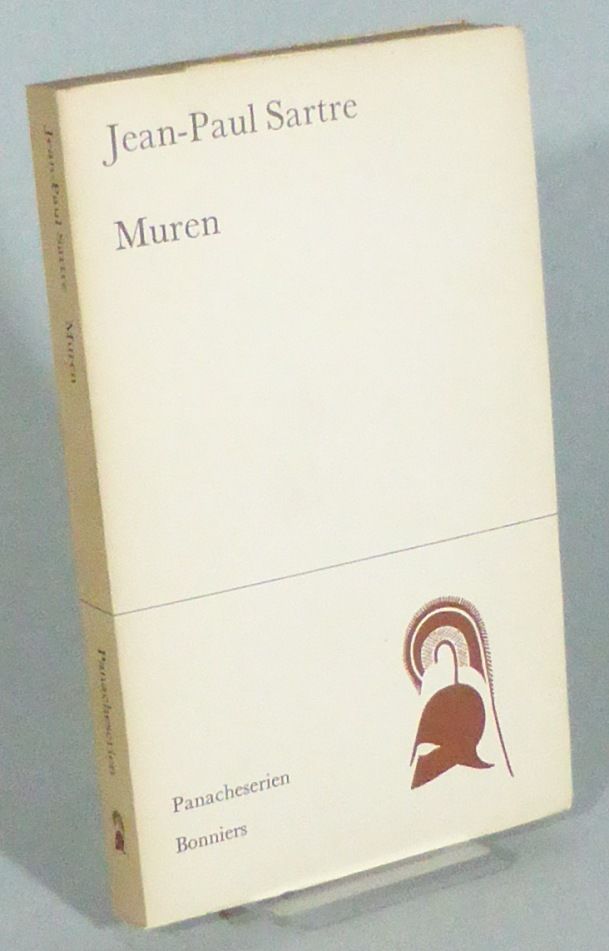 Jean-Paul Sartre
Muren
Panacheserien
Bonniers
Jean-Paul Sartre Muren
Panacheserien